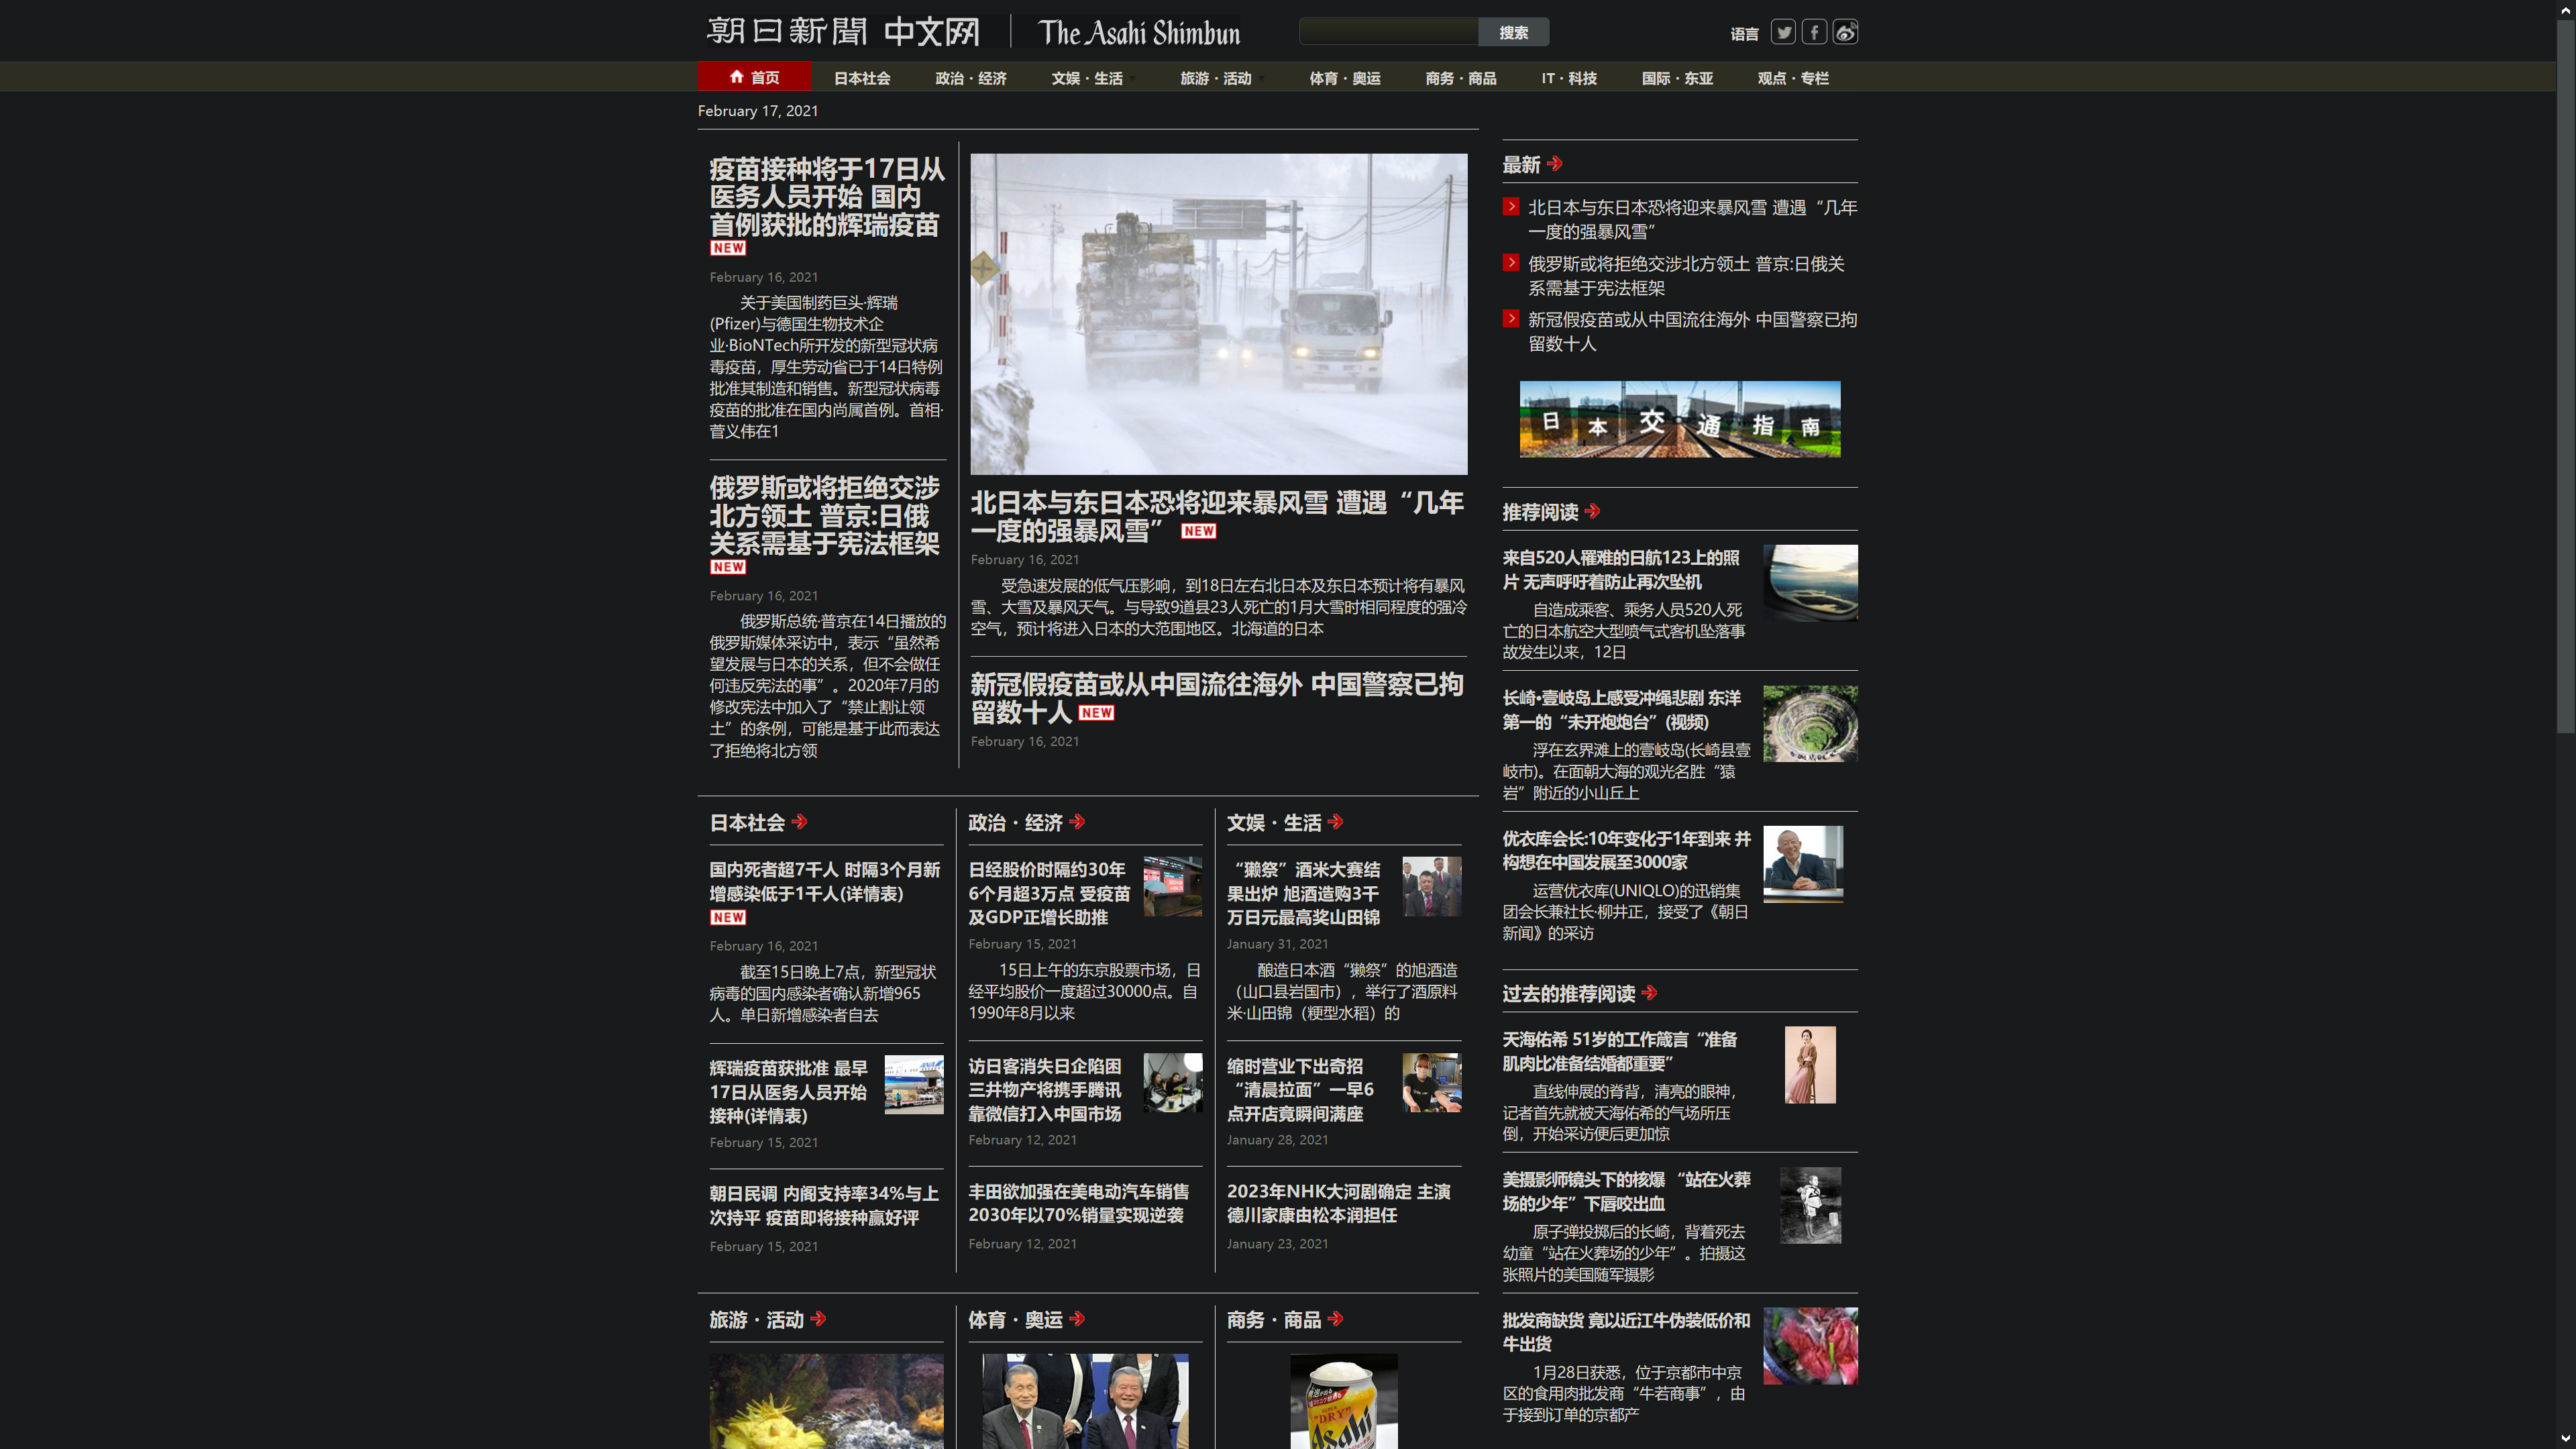 朝日新聞 中文网 The Asahi Shimbun
搜索
语言
首页 日本社会 政治・经济 文娱・生活 旅游・活动 体育・奥运 商务・商品 IT・科技 国际・东亚 观点・专栏
February 17, 2021
疫苗接种将于17日从
医务人员开始 国内
首例获批的辉瑞疫苗
NEW
February 16, 2021
关于美国制药巨头·辉瑞
(Pfizer)与德国生物技术企
业·BioNTech所开发的新型冠状病
毒疫苗，厚生劳动省已于14日特例
批准其制造和销售。新型冠状病毒
疫苗的批准在国内尚属首例。首相·
菅义伟在1
俄罗斯或将拒绝交涉
北方领土 普京:日俄
关系需基于宪法框架
NEW
February 16, 2021
俄罗斯总统·普京在14日播放的
俄罗斯媒体采访中，表示“虽然希
望发展与日本的关系，但不会做任
何违反宪法的事”。2020年7月的
修改宪法中加入了“禁止割让领
土”的条例，可能是基于此而表达
了拒绝将北方领
北日本与东日本恐将迎来暴风雪 遭遇“几年
一度的强暴风雪” NEW
February 16, 2021
受急速发展的低气压影响，到18日左右北日本及东日本预计将有暴风
雪、大雪及暴风天气。与导致9道县23人死亡的1月大雪时相同程度的强冷
空气，预计将进入日本的大范围地区。北海道的日本
新冠假疫苗或从中国流往海外 中国警察已拘
留数十人 NEW
February 16, 2021
最新
北日本与东日本恐将迎来暴风雪 遭遇“几年
一度的强暴风雪”
俄罗斯或将拒绝交涉北方领土 普京:日俄关
系需基于宪法框架
新冠假疫苗或从中国流往海外 中国警察已拘
留数十人
日本交通指南
推荐阅读
来自520人罹难的日航123上的照
片 无声呼吁着防止再次坠机
自造成乘客、乘务人员520人死
亡的日本航空大型喷气式客机坠落事
故发生以来，12日
长崎•壹岐岛上感受冲绳悲剧 东洋
第一的“未开炮炮台”(视频)
浮在玄界滩上的壹岐岛(长崎县壹
岐市)。在面朝大海的观光名胜“猿
岩”附近的小山丘上
优衣库会长:10年变化于1年到来 并
构想在中国发展至3000家
运营优衣库(UNIQLO)的迅销集
团会长兼社长·柳井正，接受了《朝日
新闻》的采访
过去的推荐阅读
天海佑希 51岁的工作箴言“准备
肌肉比准备结婚都重要”
直线伸展的脊背，清亮的眼神，
记者首先就被天海佑希的气场所压
倒，开始采访便后更加惊
美摄影师镜头下的核爆 “站在火葬
场的少年”下唇咬出血
原子弹投掷后的长崎，背着死去
幼童“站在火葬场的少年”。拍摄这
张照片的美国随军摄影
批发商缺货 竟以近江牛伪装低价和
牛出货
1月28日获悉，位于京都市中京
区的食用肉批发商“牛若商事”，由
于接到订单的京都产
日本社会
国内死者超7千人 时隔3个月新
增感染低于1千人(详情表)
NEW
February 16, 2021
截至15日晚上7点，新型冠状
病毒的国内感染者确认新增965
人。单日新增感染者自去
辉瑞疫苗获批准 最早
17日从医务人员开始
接种(详情表)
February 15, 2021
朝日民调 内阁支持率34%与上
次持平 疫苗即将接种赢好评
February 15, 2021
政治・经济
日经股价时隔约30年
6个月超3万点 受疫苗
及GDP正增长助推
February 15, 2021
15日上午的东京股票市场，日
经平均股价一度超过30000点。自
1990年8月以来
访日客消失日企陷困
三井物产将携手腾讯
靠微信打入中国市场
February 12, 2021
丰田欲加强在美电动汽车销售
2030年以70%销量实现逆袭
February 12, 2021
文娱・生活
“獭祭”酒米大赛结
果出炉 旭酒造购3千
万日元最高奖山田锦
January 31, 2021
酿造日本酒“獭祭”的旭酒造
（山口县岩国市），举行了酒原料
米·山田锦（粳型水稻）的
缩时营业下出奇招
“清晨拉面”一早6
点开店竟瞬间满座
January 28, 2021
2023年NHK大河剧确定 主演
德川家康由松本润担任
January 23, 2021
旅游・活动
体育・奥运
商务・商品
DRY
Asahi